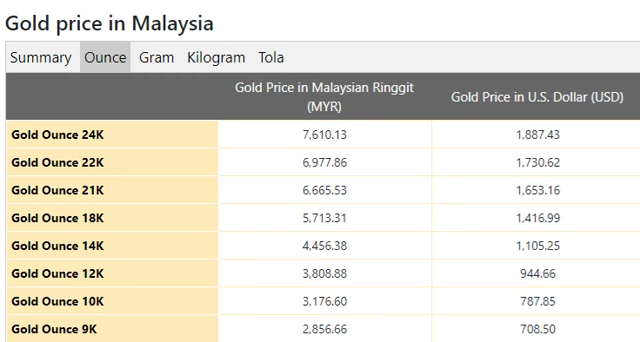 Gold price in Malaysia
Summary Ounce Gram Kilogram Tola
Gold Price in Malaysian Ringgit (MYR) Gold Price in U.S. Dollar (USD)
Gold Ounce 24K 7,610.13 1,887.43
Gold Ounce 22K 6,977.86 1,730.62
Gold Ounce 21K 6,665.53 1,653.16
Gold Ounce 18K 5,713.31 1,416.99
Gold Ounce 14K 4,456.38 1,105.25
Gold Ounce 12K 3,808.88 944.66
Gold Ounce 10K 3,176.60 787.85
Gold Ounce 9K 2,856.66 708.50